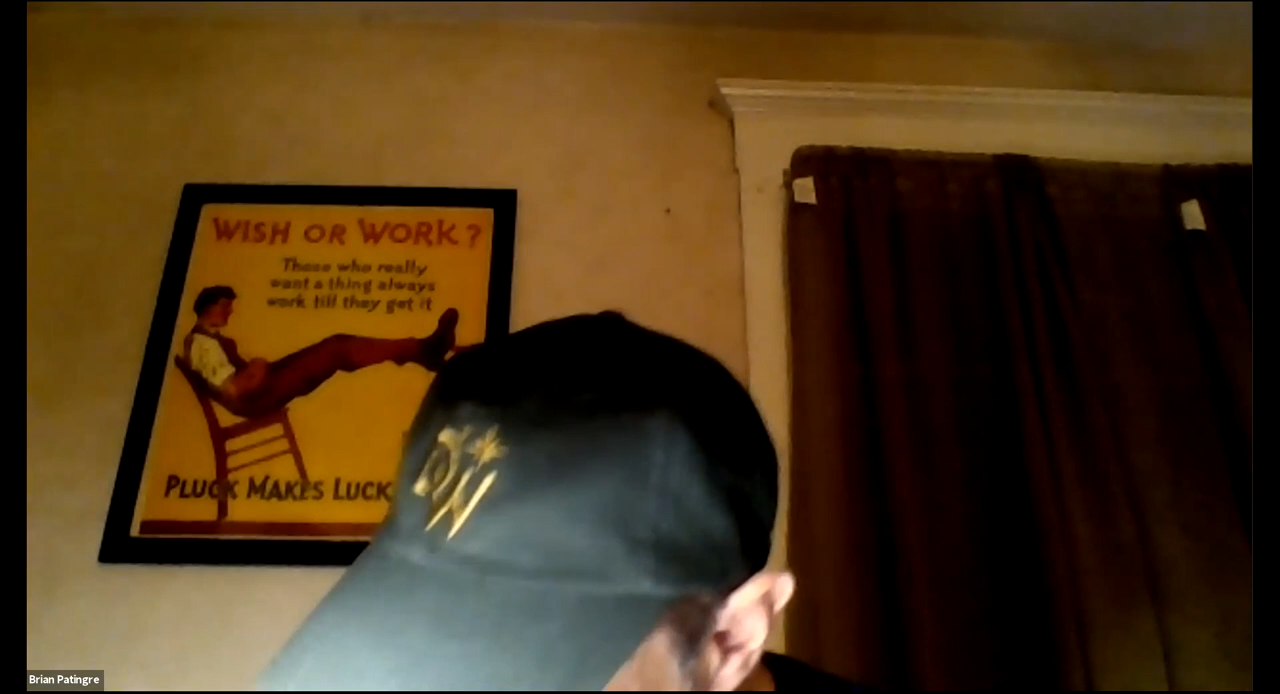 WISH OR WORK?
Those who really
want a thing always
work till they get it
PLUCK MAKES LUCK
Brian Patingre